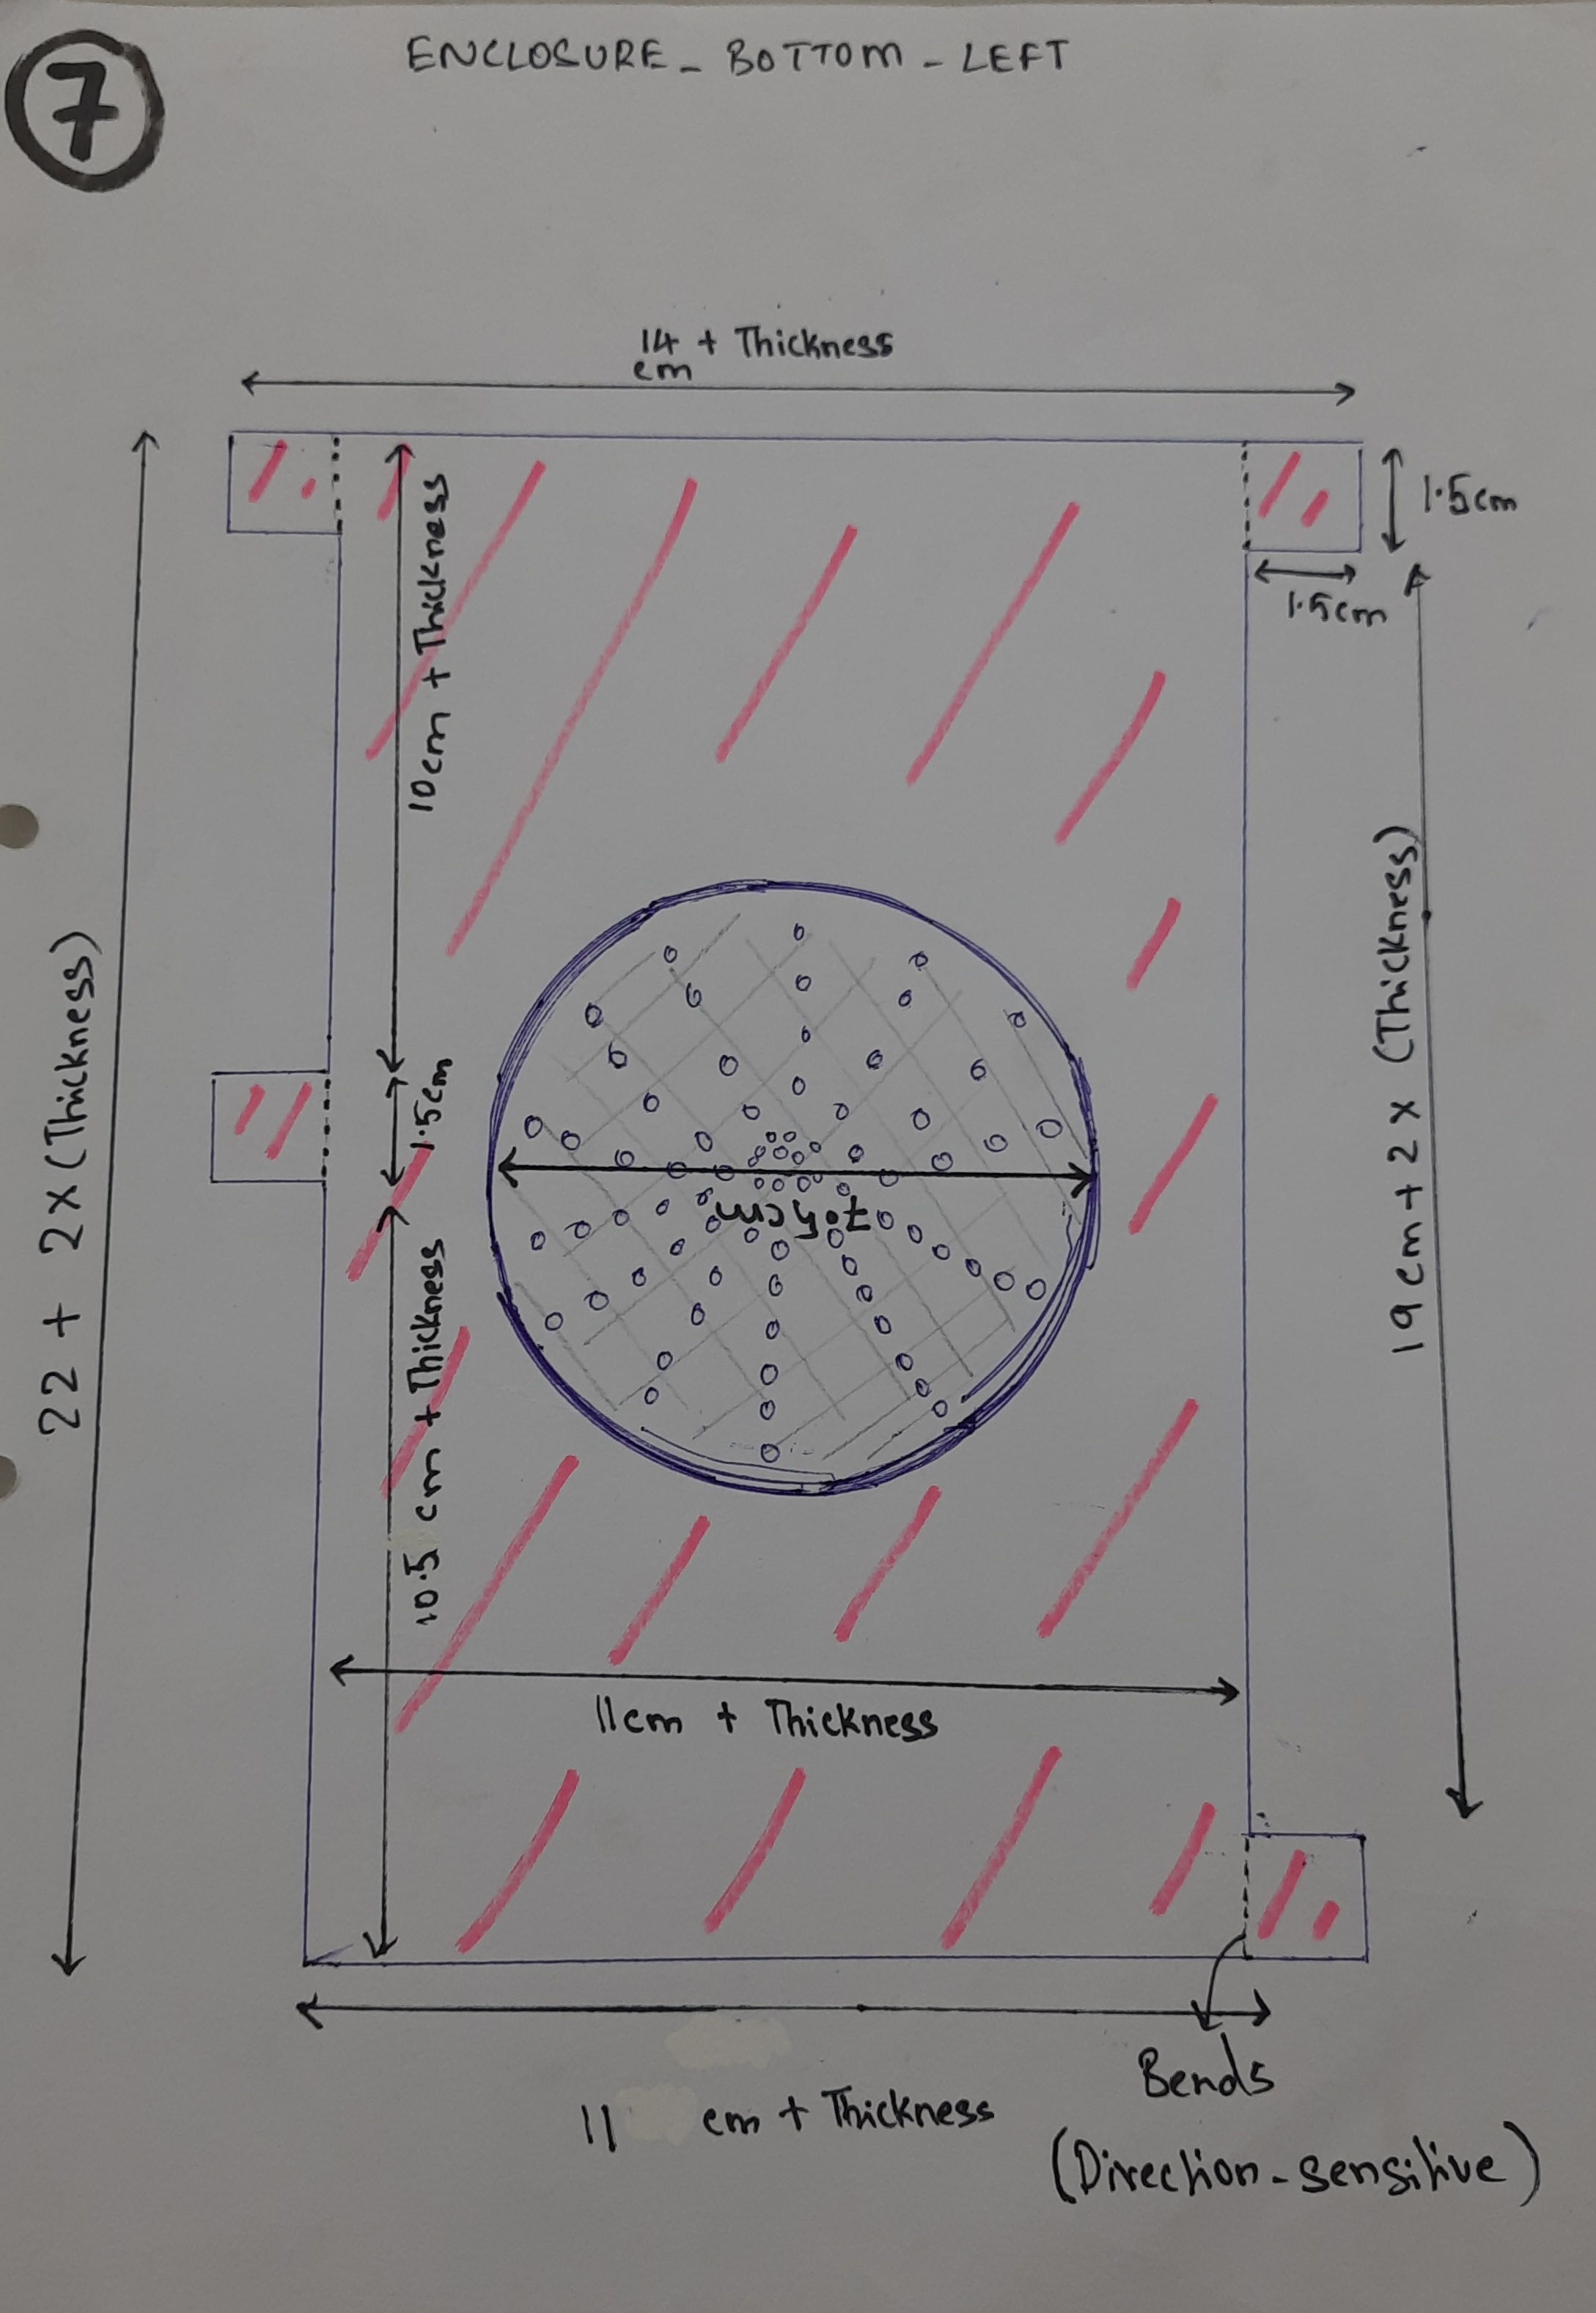 7
ENCLOSURE - BOTTOM - LEFT
14 + Thickness
cm
1.5cm
1.5cm
10cm + Thickness
22 + 2x (Thickness)
1.5cm
7.5cm
19cm + 2x (Thickness)
10.5 cm + Thickness
11cm + Thickness
11 cm + Thickness
Bends
(Direction-sensitive)